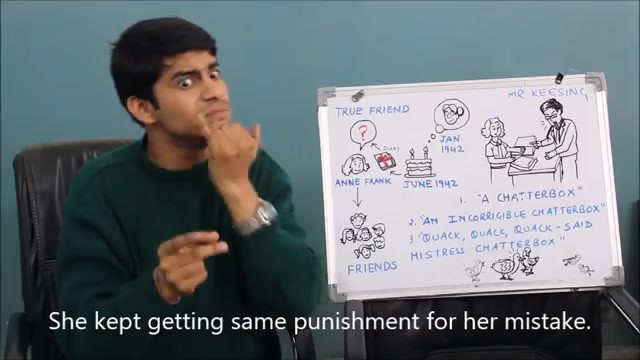 TRUE FRIEND
MR KEESING
?
DIARY
JAN
1942
ANNE FRANK
JUNE 1942
FRIENDS
1. "A CHATTERBOX"
2. "AN INCORRIGIBLE CHATTERBOX"
3. "QUACK, QUACK, QUACK - SAID
MISTRESS CHATTERBOX"
She kept getting same punishment for her mistake.